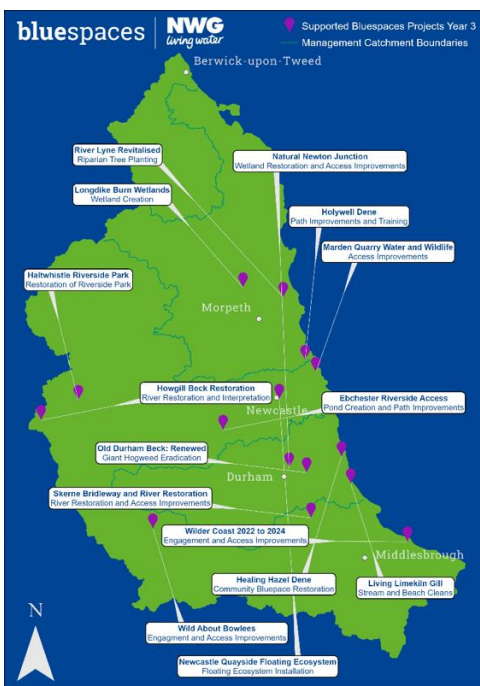 bluespaces
NWG
living water
Supported Bluespaces Projects Year 3
Management Catchment Boundaries
Berwick-upon-Tweed
River Lyne Revitalised
Riparian Tree Planting
Natural Newton Junction
Wetland Restoration and Access Improvements
Longdike Burn Wetlands
Wetland Creation
Holywell Dene
Path Improvements and Training
Marden Quarry Water and Wildlife
Access Improvements
Haltwhistle Riverside Park
Restoration of Riverside Park
Morpeth
Howgill Beck Restoration
River Restoration and Interpretation
Newcastle
Ebchester Riverside Access
Pond Creation and Path Improvements
Old Durham Beck: Renewed
Giant Hogweed Eradication
Durham
Skerne Bridleway and River Restoration
River Restoration and Access Improvements
Wilder Coast 2022 to 2024
Engagement and Access Improvements
Middlesbrough
Healing Hazel Dene
Community Bluepace Restoration
Living Limekiln Gill
Stream and Beach Cleans
N
Wild About Bowlees
Engagment and Access Improvements
Newcastle Quayside Floating Ecosystem
Floating Ecosystem Installation